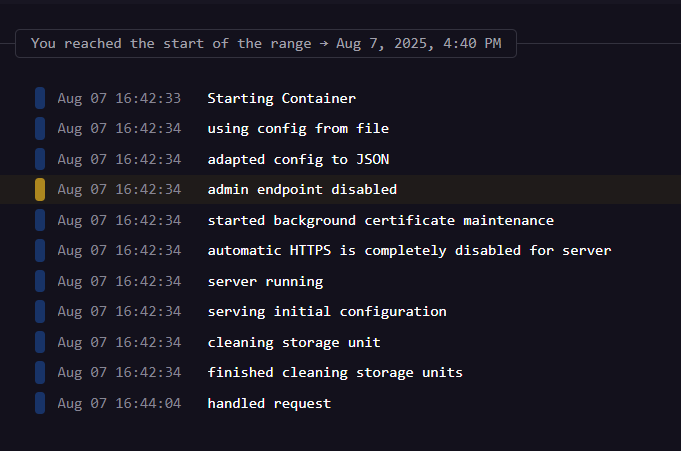 You reached the start of the range → Aug 7, 2025, 4:40 PM
Aug 07 16:42:33 Starting Container
Aug 07 16:42:34 using config from file
Aug 07 16:42:34 adapted config to JSON
Aug 07 16:42:34 admin endpoint disabled
Aug 07 16:42:34 started background certificate maintenance
Aug 07 16:42:34 automatic HTTPS is completely disabled for server
Aug 07 16:42:34 server running
Aug 07 16:42:34 serving initial configuration
Aug 07 16:42:34 cleaning storage unit
Aug 07 16:42:34 finished cleaning storage units
Aug 07 16:44:04 handled request